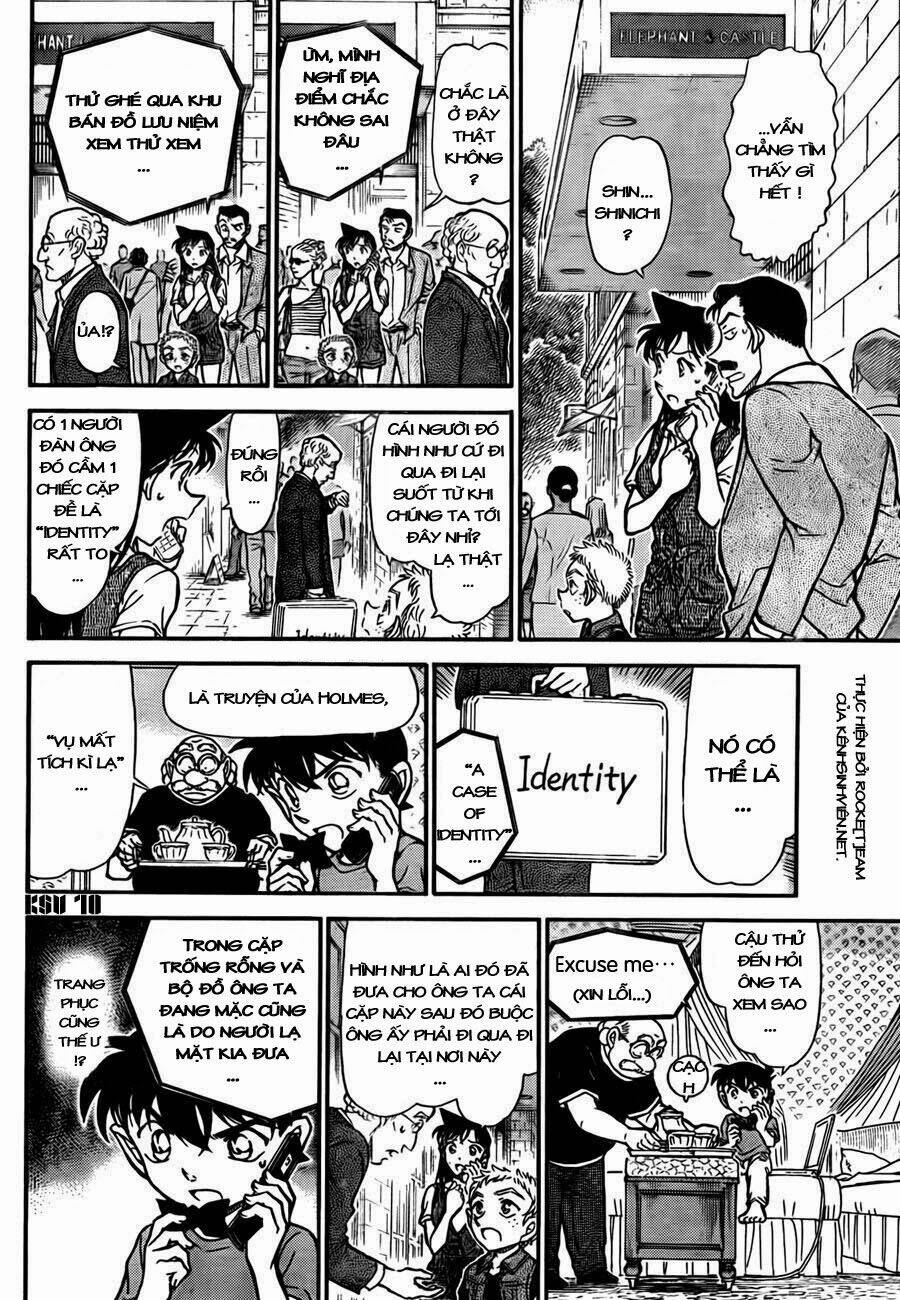 ELEPHANT & CASTLE
...VẪN
CHẲNG TÌM
THẤY GÌ
HẾT !
SHIN...
SHINICHI
?
CHẮC LÀ
Ở ĐÂY
THẬT
KHÔNG
?
ỪM, MÌNH
NGHĨ ĐỊA
ĐIỂM CHẮC
KHÔNG SAI
ĐÂU
...
PHANT &
THỬ GHÉ QUA KHU
BÁN ĐỒ LƯU NIỆM
XEM THỬ XEM
...
ỦA!?
CÁI NGƯỜI ĐÓ
HÌNH NHƯ CỨ ĐI
QUA ĐI LẠI
SUỐT TỪ KHI
CHÚNG TA TỚI
ĐÂY NHỈ?
LẠ THẬT
...
ĐÚNG
RỒI
...
Identity
CÓ 1 NGƯỜI
ĐÀN ÔNG
ĐÓ CẦM 1
CHIẾC CẶP
ĐỀ LÀ
"IDENTITY"
RẤT TO
...
THỰC HIỆN BỞI ROCKET TEAM
CỦA KÊNHSINHVIÊN.NET.
NÓ CÓ
THỂ LÀ
...
Identity
"A
CASE
OF
IDENTITY"
...
LÀ TRUYỆN CỦA HOLMES,
"VỤ MẤT
TÍCH KÌ LẠ"
...
KSV 10
CẬU THỬ
ĐẾN HỎI
ÔNG TA
XEM SAO
...
Excuse me...
(XIN LỖI...)
CẠC
H
HÌNH NHƯ LÀ AI ĐÓ ĐÃ
ĐƯA CHO ÔNG TA CÁI
CẶP NÀY SAU ĐÓ BUỘC
ÔNG ẤY PHẢI ĐI QUA ĐI
LẠI TẠI NƠI NÀY
...
TRONG CẶP
TRỐNG RỖNG VÀ
BỘ ĐỒ ÔNG TA
ĐANG MẶC CŨNG
LÀ DO NGƯỜI LẠ
MẶT KIA ĐƯA
...
TRANG
PHỤC
CŨNG
THẾ Ư
!?